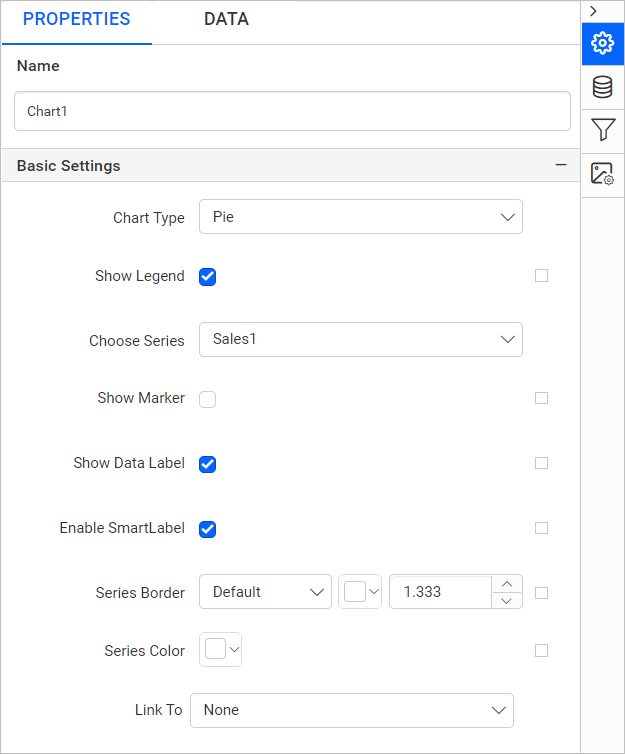 PROPERTIES DATA
Name
Chart1
Basic Settings
Chart Type Pie
Show Legend
Choose Series Sales1
Show Marker
Show Data Label
Enable SmartLabel
Series Border Default 1.333
Series Color
Link To None